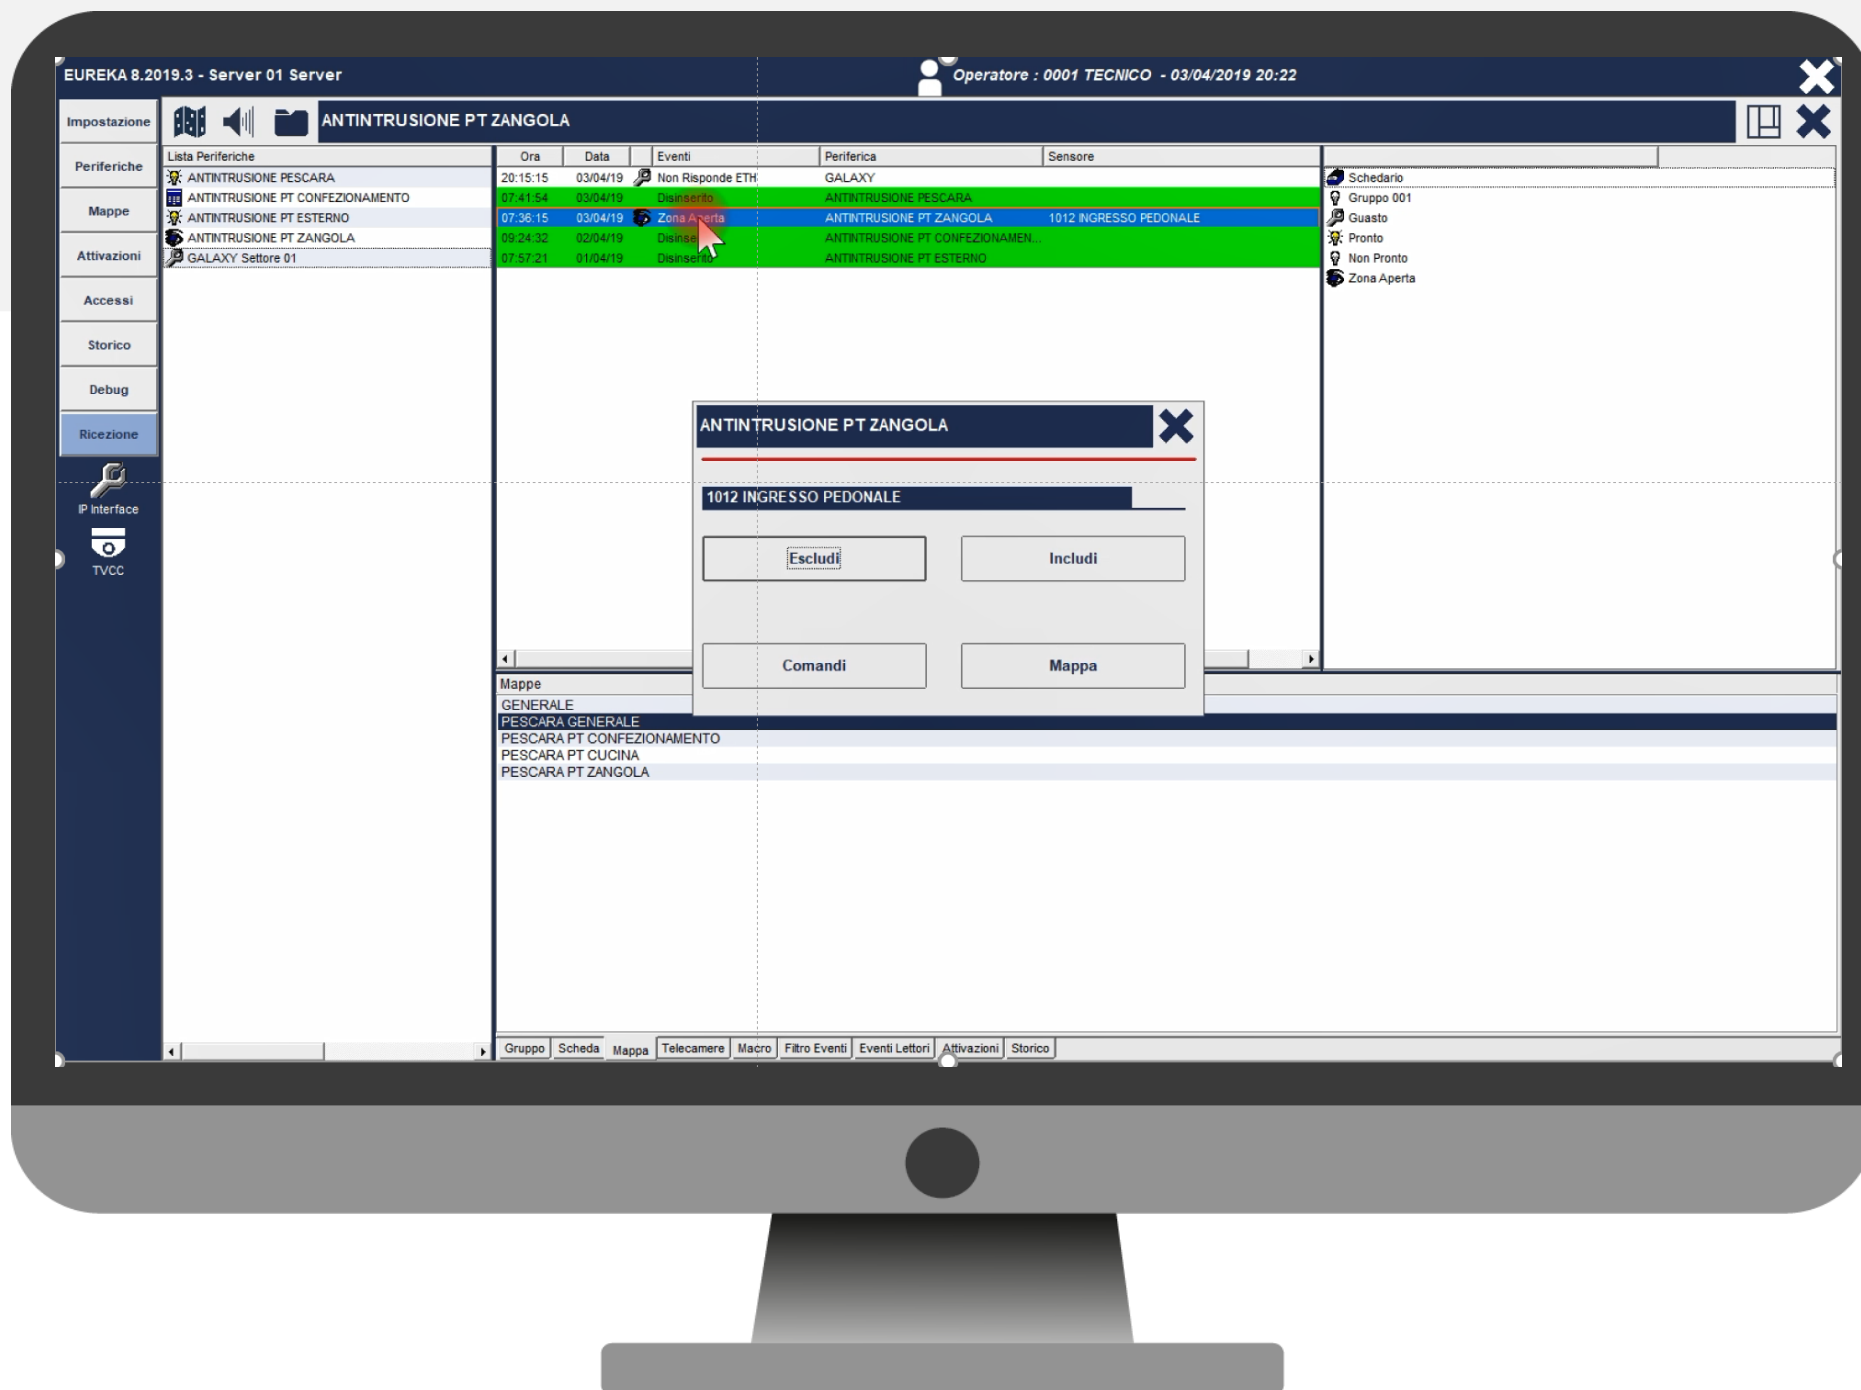 EUREKA 8.2019.3 - Server 01 Server
Operatore : 0001 TECNICO - 03/04/2019 20:22
Impostazione
Periferiche
Mappe
Attivazioni
Accessi
Storico
Debug
Ricezione
IP Interface
TVCC
ANTINTRUSIONE PT ZANGOLA
Lista Periferiche
ANTINTRUSIONE PESCARA
ANTINTRUSIONE PT CONFEZIONAMENTO
ANTINTRUSIONE PT ESTERNO
ANTINTRUSIONE PT ZANGOLA
GALAXY Settore 01
Ora Data Eventi Periferica Sensore
20:15:15 03/04/19 Non Risponde ETH GALAXY
07:41:54 03/04/19 Disinserito ANTINTRUSIONE PESCARA
07:36:15 03/04/19 Zona Aperta ANTINTRUSIONE PT ZANGOLA 1012 INGRESSO PEDONALE
09:24:32 02/04/19 Disinse ANTINTRUSIONE PT CONFEZIONAMEN...
07:57:21 01/04/19 Disinserito ANTINTRUSIONE PT ESTERNO
Schedario
Gruppo 001
Guasto
Pronto
Non Pronto
Zona Aperta
ANTINTRUSIONE PT ZANGOLA
1012 INGRESSO PEDONALE
Escludi Includi
Comandi Mappa
Mappe
GENERALE
PESCARA GENERALE
PESCARA PT CONFEZIONAMENTO
PESCARA PT CUCINA
PESCARA PT ZANGOLA
Gruppo Scheda Mappa Telecamere Macro Filtro Eventi Eventi Lettori Attivazioni Storico